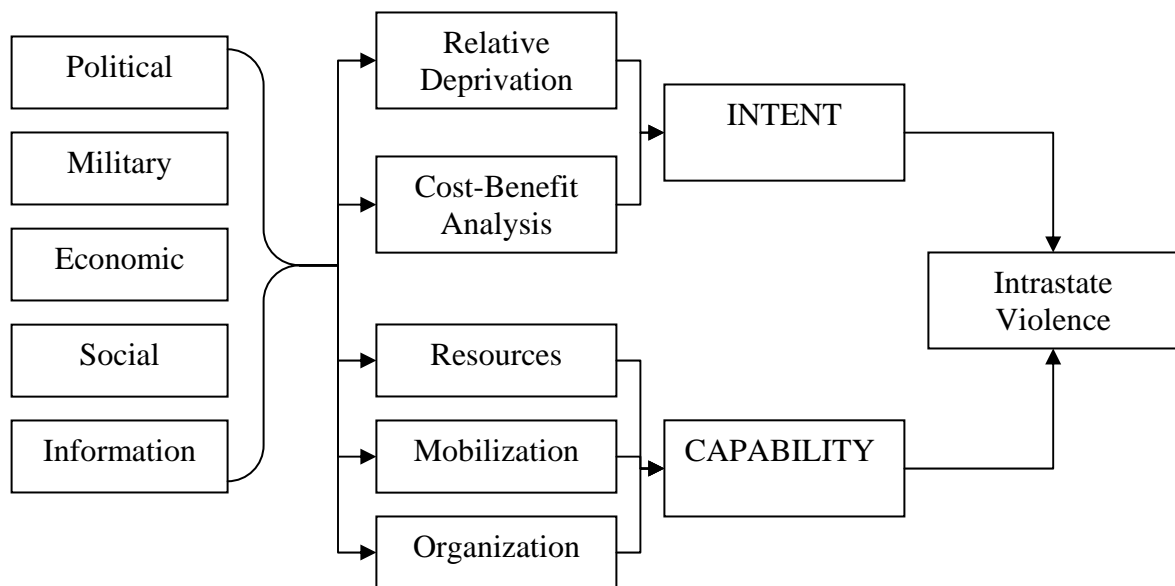 Political
Military
Economic
Social
Information
Relative
Deprivation
Cost-Benefit
Analysis
Resources
Mobilization
Organization
INTENT
CAPABILITY
Intrastate
Violence